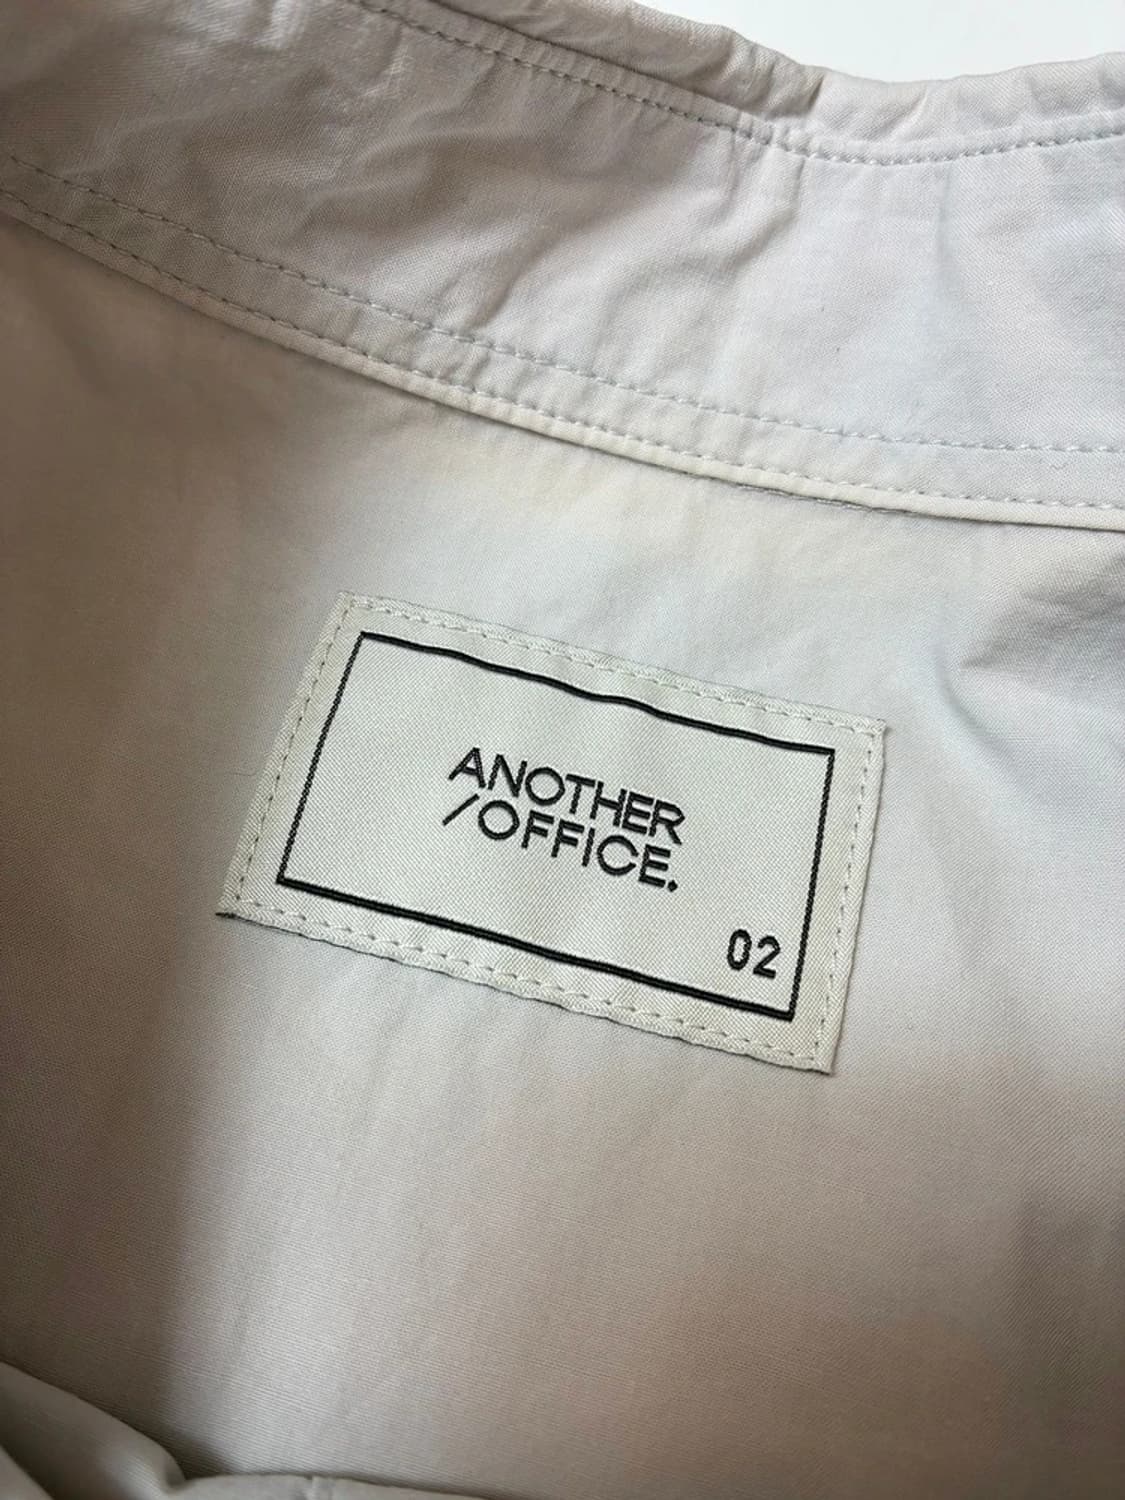 ANOTHER
/OFFICE.
02